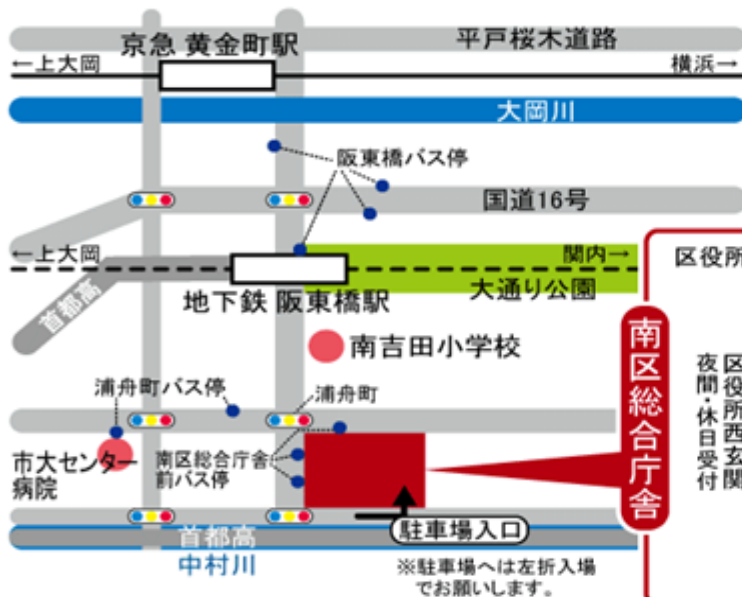 京急 黄金町駅
平戸桜木道路
←上大岡
横浜→
大岡川
阪東橋バス停
国道16号
←上大岡
関内→
首都高
地下鉄 阪東橋駅
大通り公園
区役所
南吉田小学校
南区総合庁舎
区役所西玄関
夜間・休日受付
浦舟町バス停
浦舟町
市大センター
病院
南区総合庁舎
前バス停
首都高
駐車場入口
中村川
※駐車場へは左折入場
でお願いします。